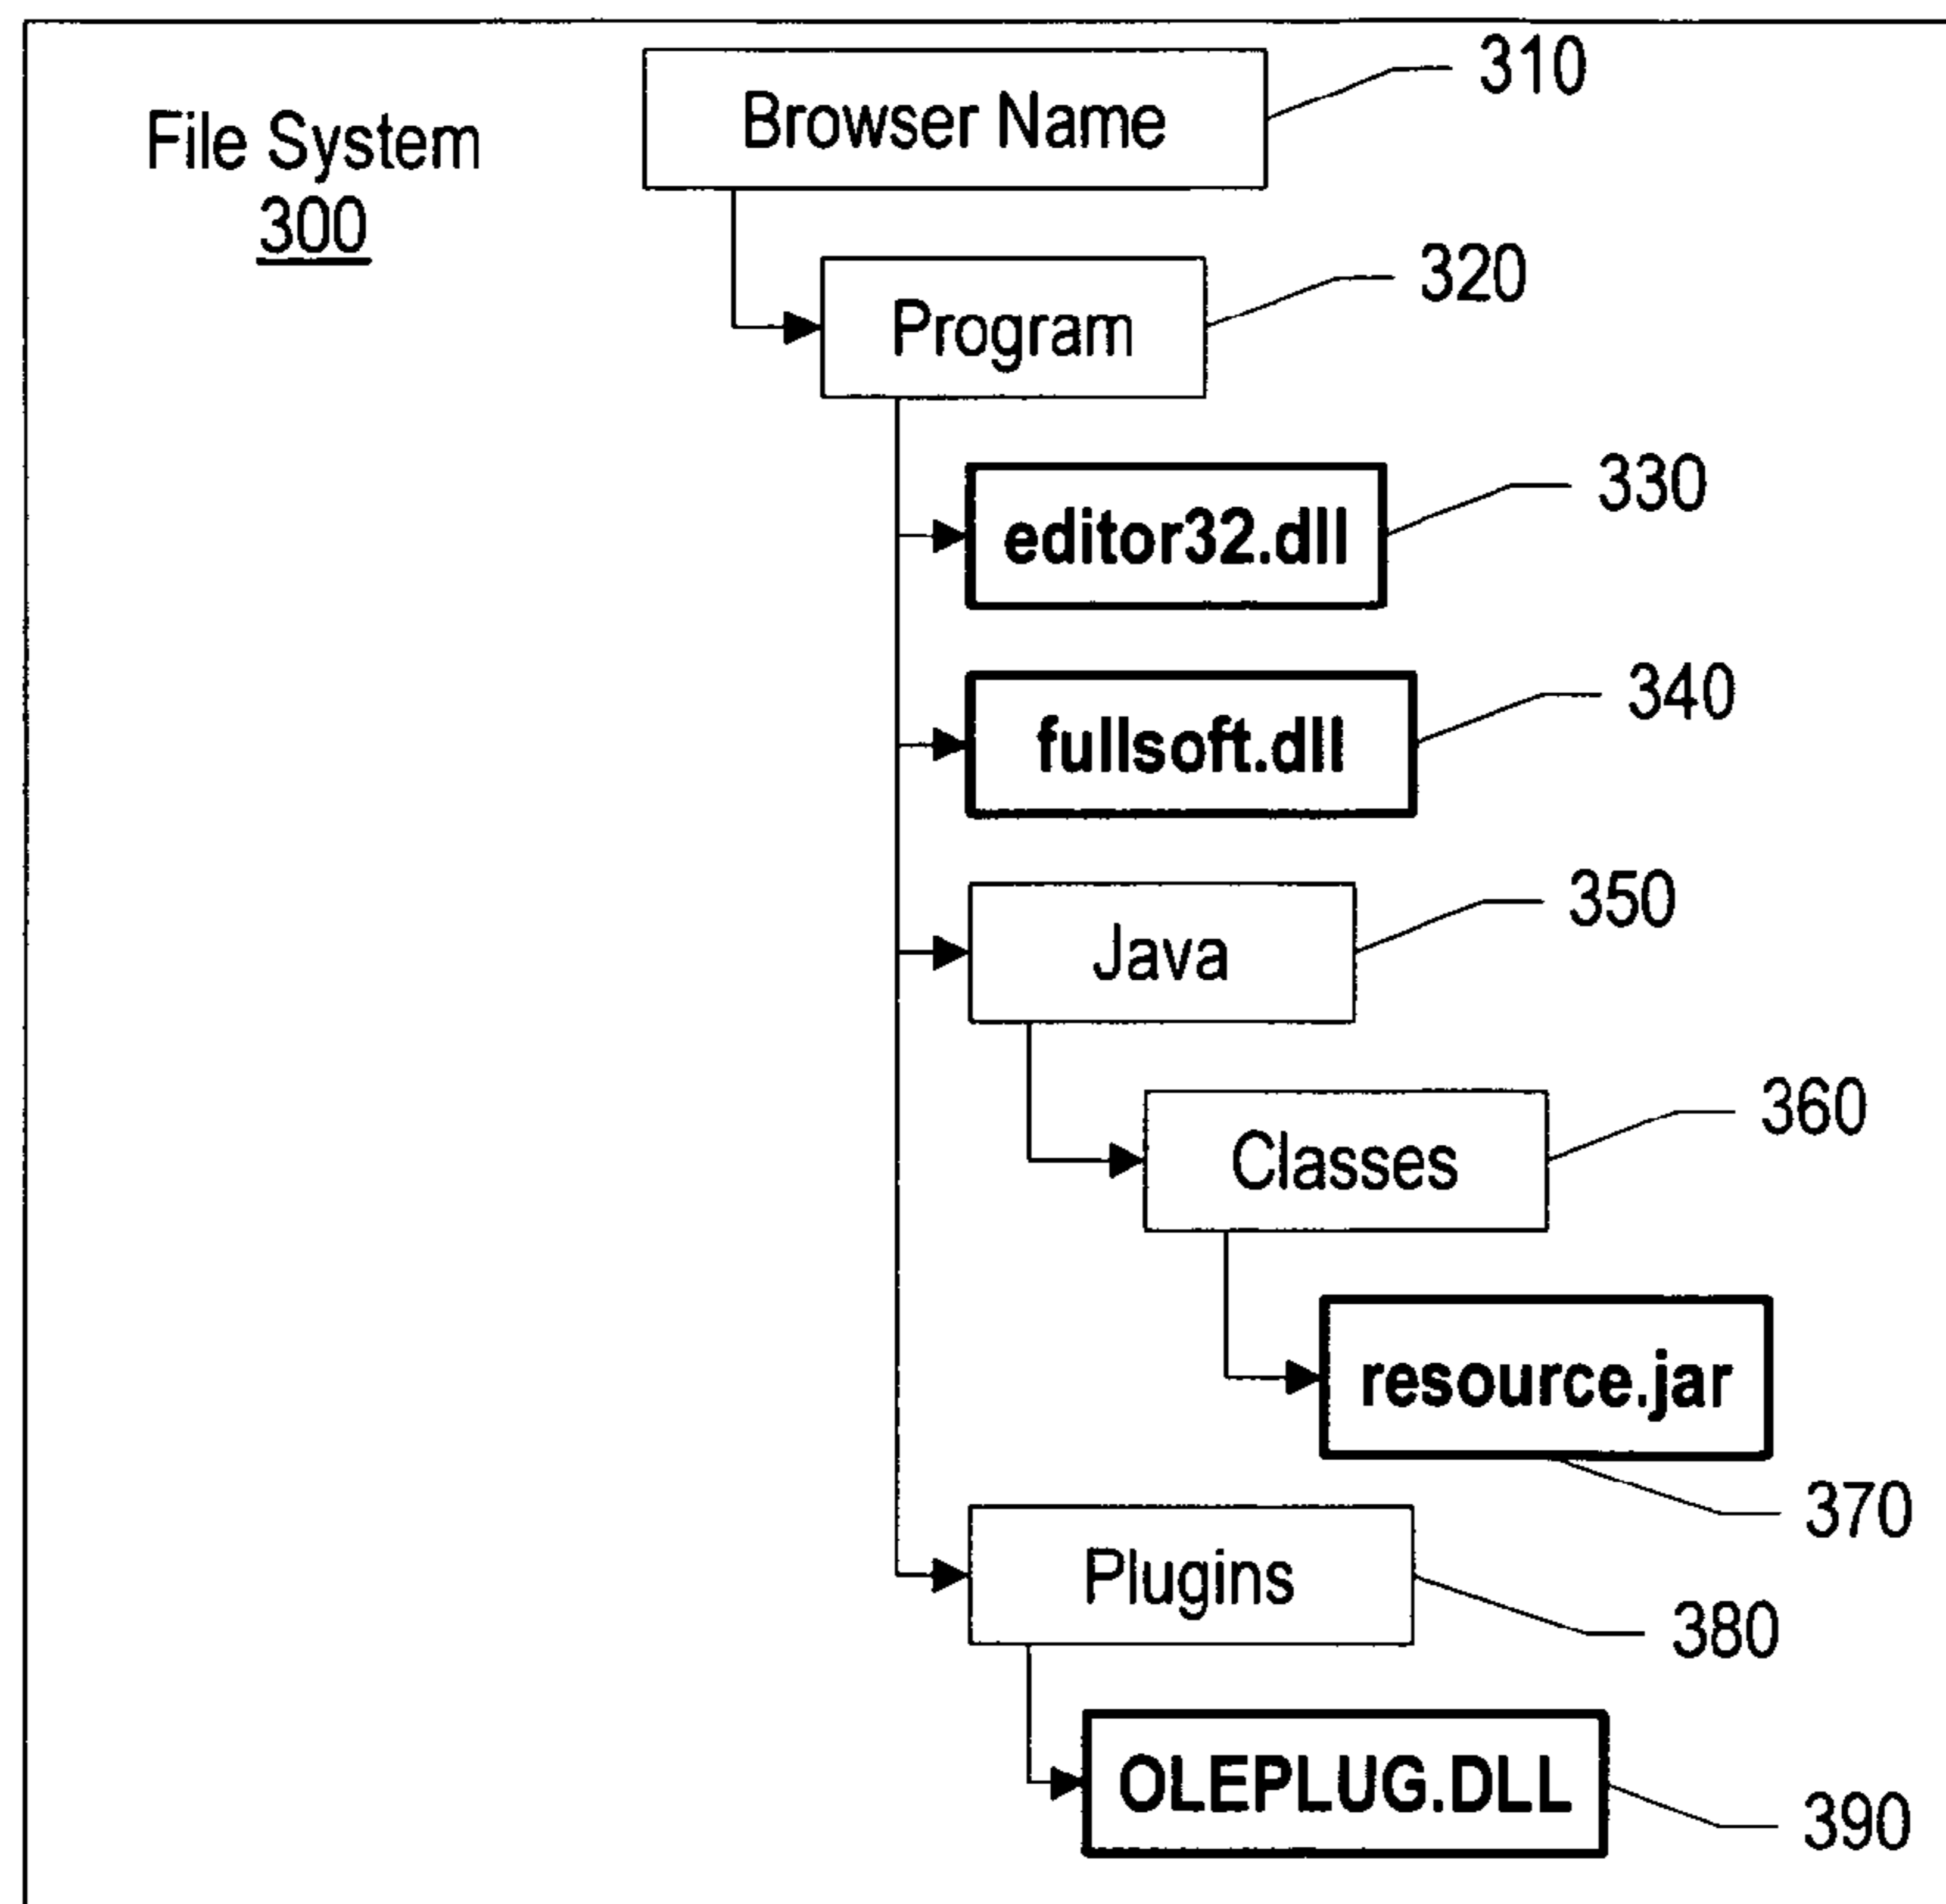 File System
300
Browser Name
310
Program
320
editor32.dll
330
fullsoft.dll
340
Java
350
Classes
360
resource.jar
370
Plugins
380
OLEPLUG.DLL
390